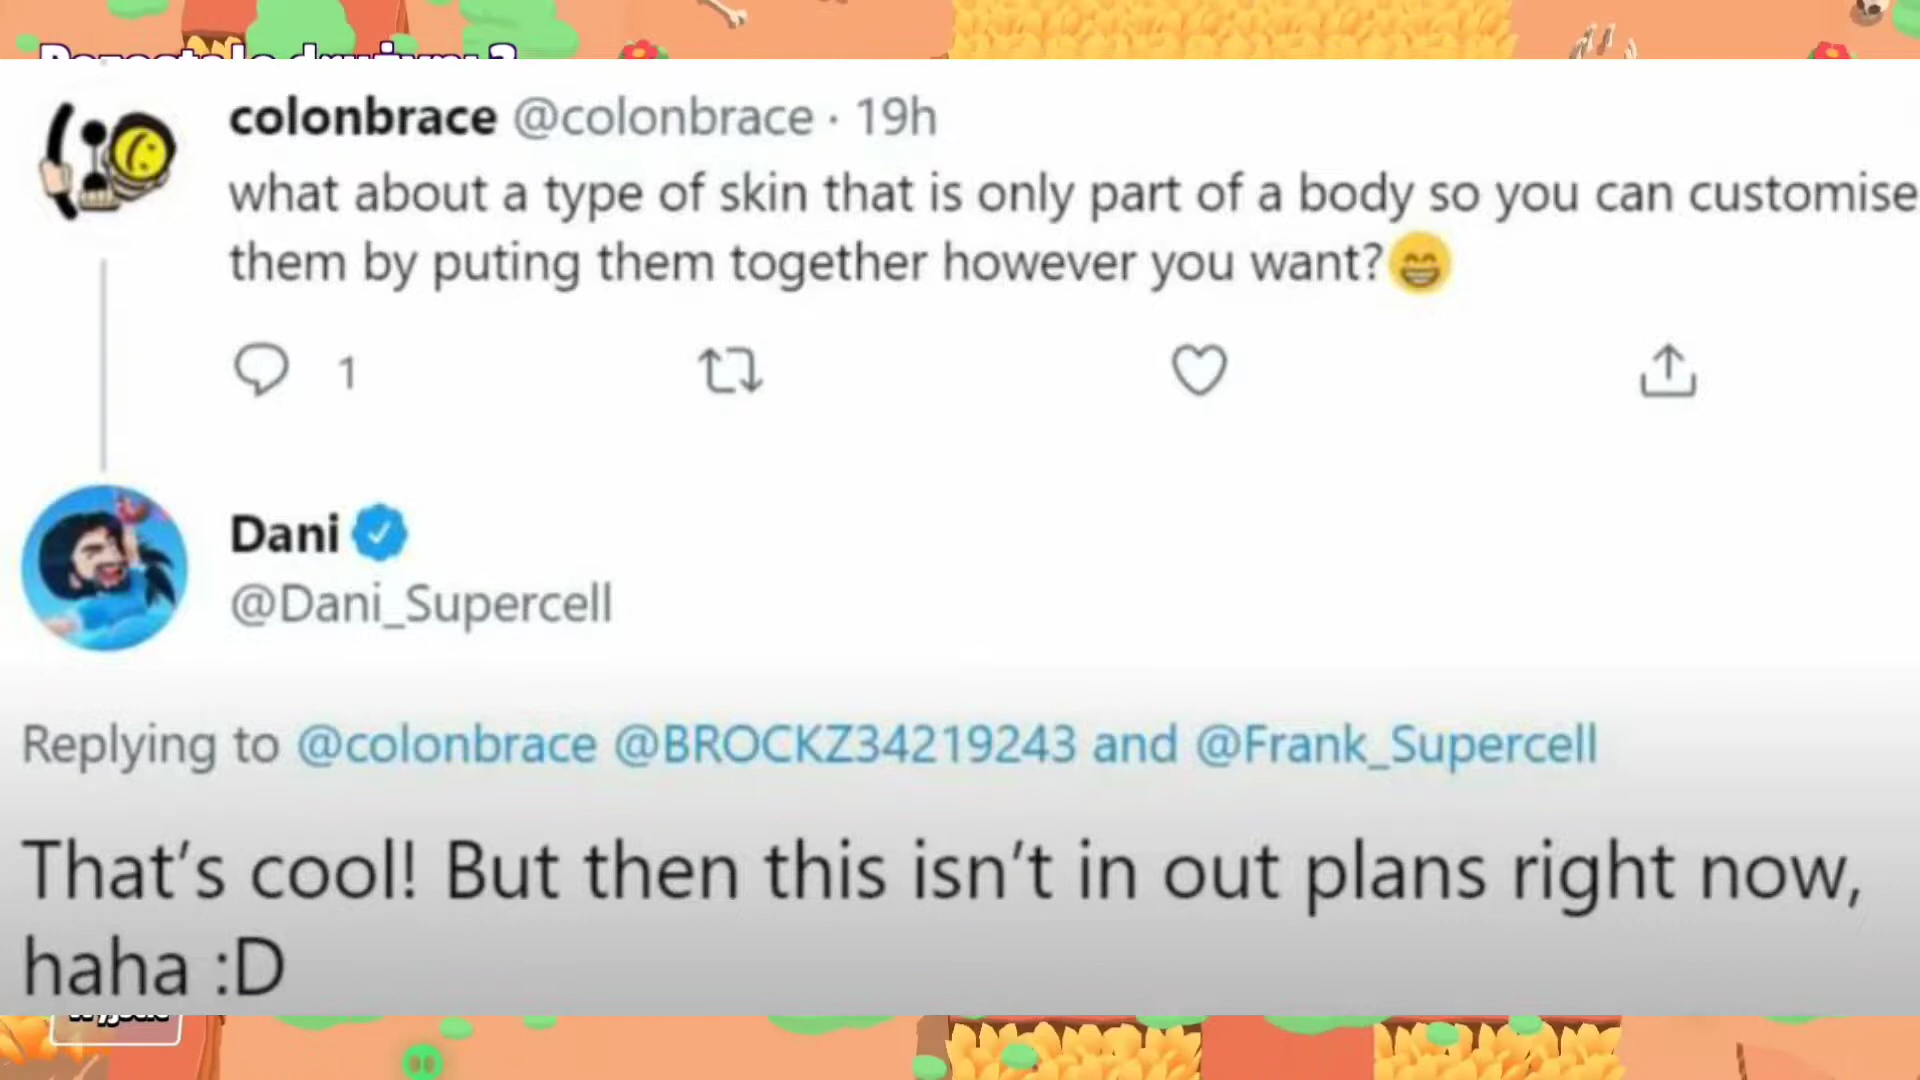 colonbrace @colonbrace · 19h
what about a type of skin that is only part of a body so you can customise
them by puting them together however you want?😁
1
Dani
@Dani_Supercell
Replying to @colonbrace @BROCKZ34219243 and @Frank_Supercell
That’s cool! But then this isn’t in out plans right now,
haha :D